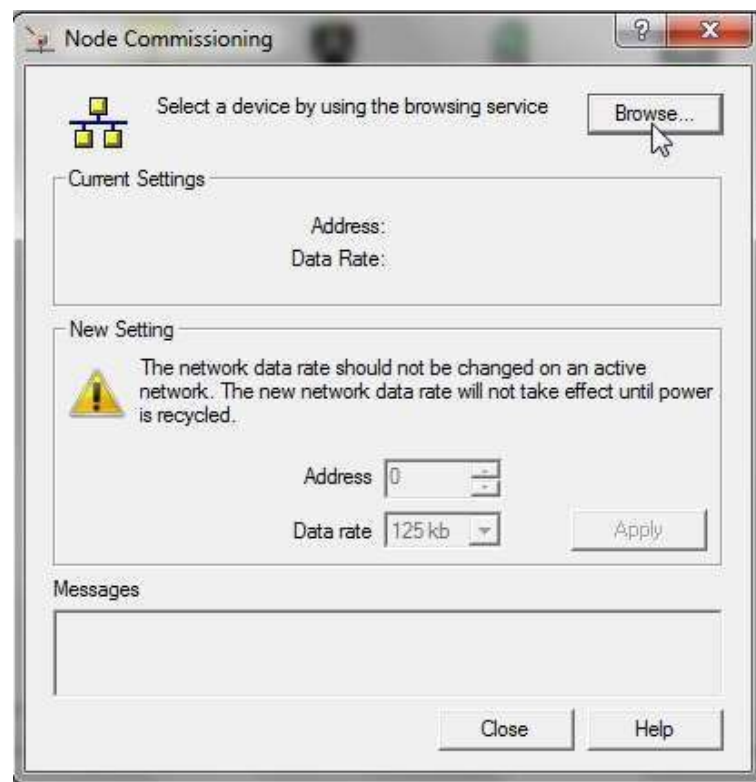 Node Commissioning
Select a device by using the browsing service
Browse...
Current Settings
Address:
Data Rate:
New Setting
The network data rate should not be changed on an active
network. The new network data rate will not take effect until power
is recycled.
Address 0
Data rate 125 kb
Apply
Messages
Close
Help